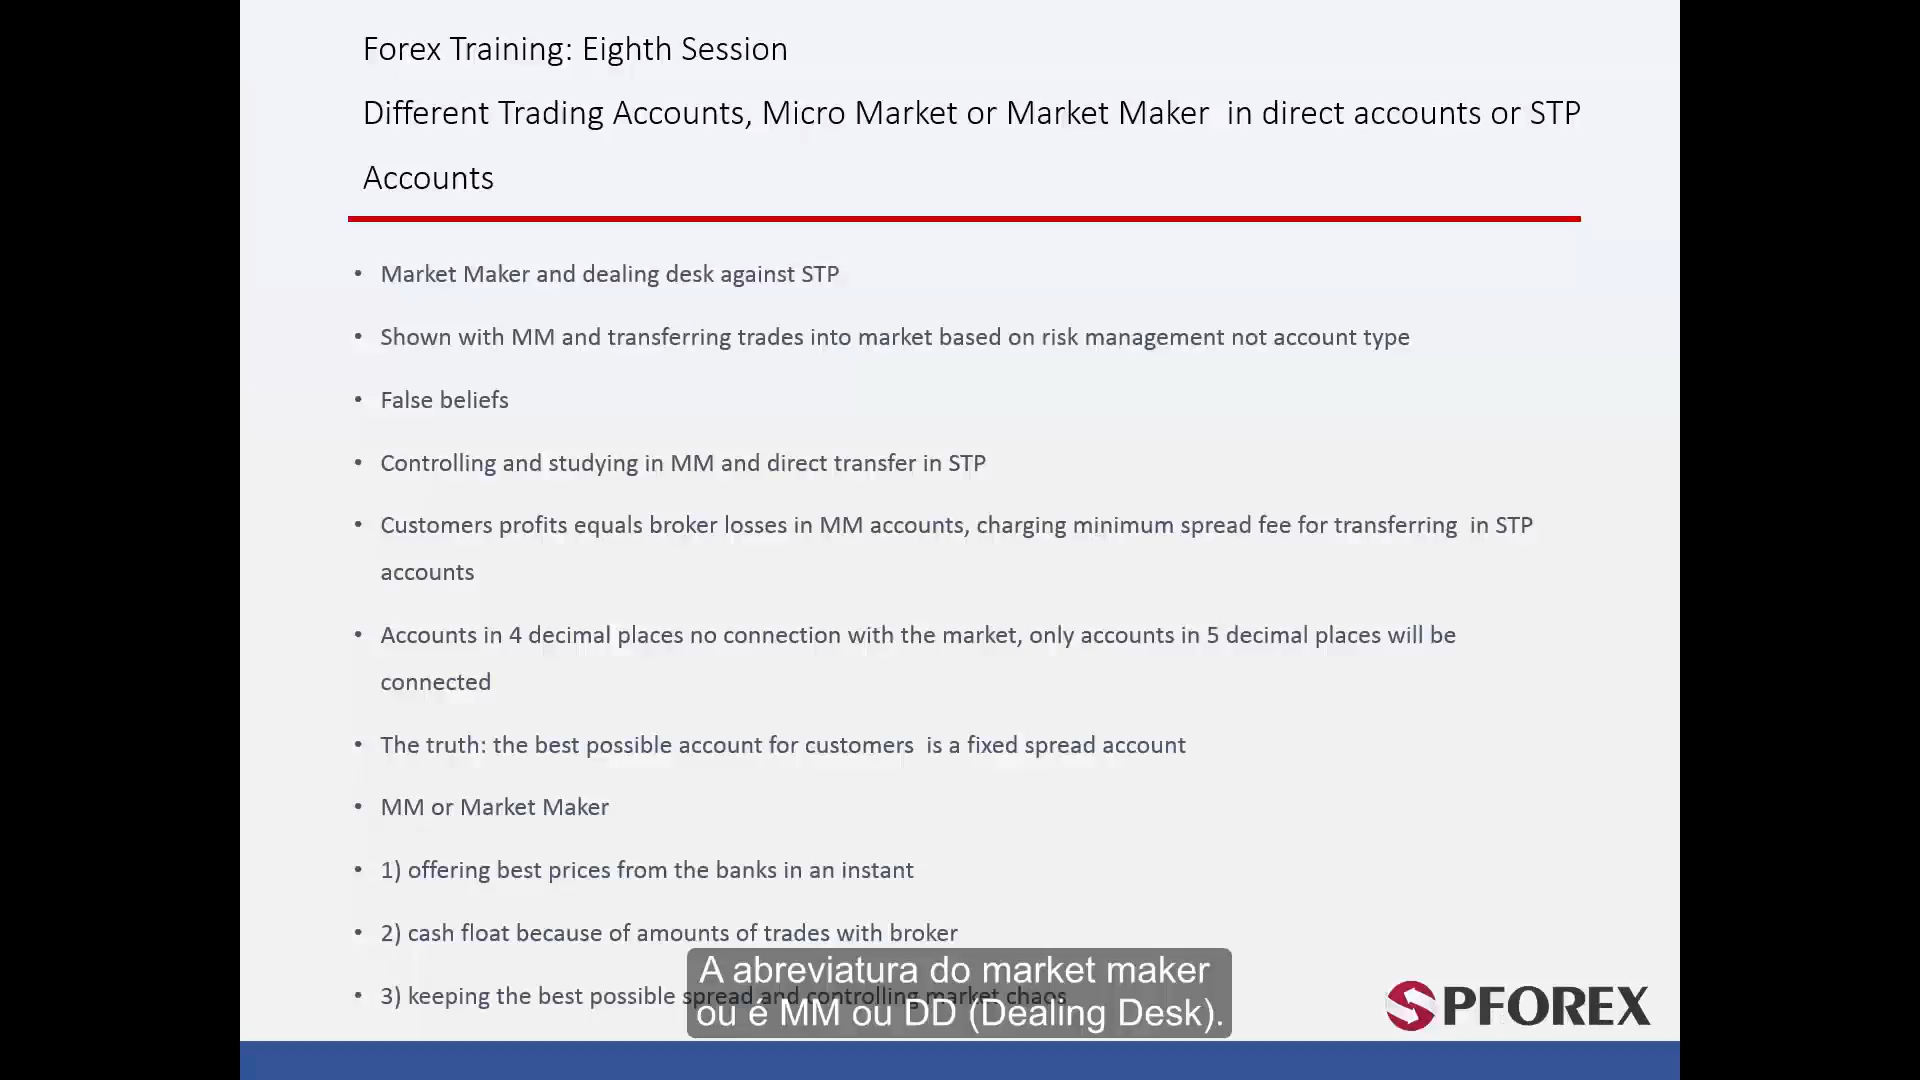 Forex Training: Eighth Session
Different Trading Accounts, Micro Market or Market Maker in direct accounts or STP
Accounts
• Market Maker and dealing desk against STP
• Shown with MM and transferring trades into market based on risk management not account type
• False beliefs
• Controlling and studying in MM and direct transfer in STP
• Customers profits equals broker losses in MM accounts, charging minimum spread fee for transferring in STP
accounts
• Accounts in 4 decimal places no connection with the market, only accounts in 5 decimal places will be
connected
• The truth: the best possible account for customers is a fixed spread account
• MM or Market Maker
• 1) offering best prices from the banks in an instant
• 2) cash float because of amounts of trades with broker
• 3) keeping the best possible spread and controlling market chaos
A abreviatura do market maker
ou é MM ou DD (Dealing Desk).
SPFOREX